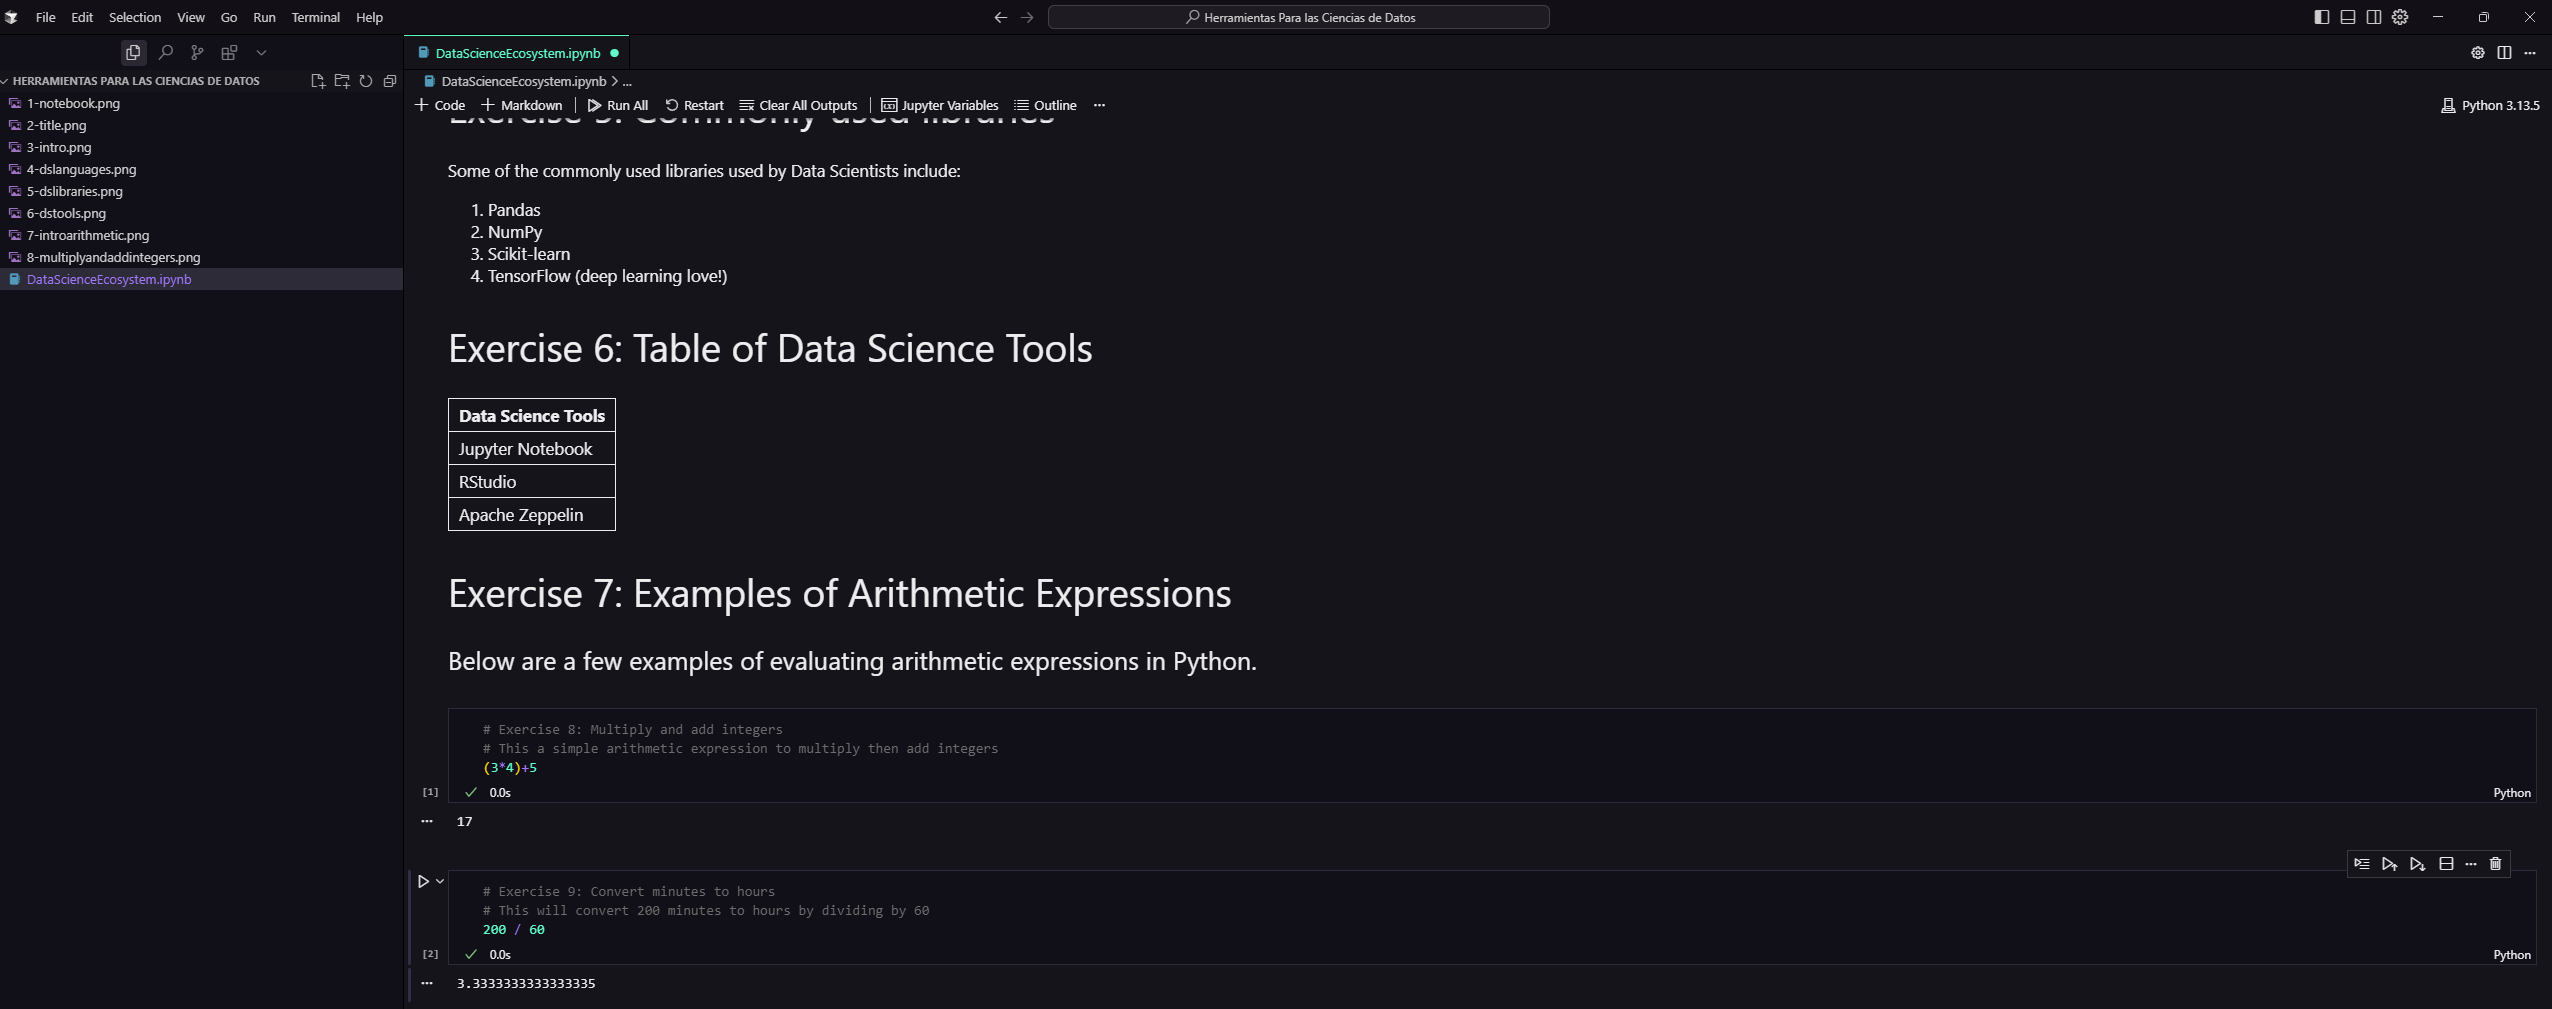 File Edit Selection View Go Run Terminal Help
Herramientas Para las Ciencias de Datos
HERRAMIENTAS PARA LAS CIENCIAS DE DATOS
1-notebook.png
2-title.png
3-intro.png
4-dslanguages.png
5-dslibraries.png
6-dstools.png
7-introarithmetic.png
8-multiplyandaddintegers.png
DataScienceEcosystem.ipynb
DataScienceEcosystem.ipynb
DataScienceEcosystem.ipynb > ...
+ Code + Markdown | Run All Restart Clear All Outputs | Jupyter Variables Outline ...
Python 3.13.5
Exercise 5: Commonly used libraries
Some of the commonly used libraries used by Data Scientists include:
1. Pandas
2. NumPy
3. Scikit-learn
4. TensorFlow (deep learning love!)
Exercise 6: Table of Data Science Tools
Data Science Tools
Jupyter Notebook
RStudio
Apache Zeppelin
Exercise 7: Examples of Arithmetic Expressions
Below are a few examples of evaluating arithmetic expressions in Python.
# Exercise 8: Multiply and add integers
# This a simple arithmetic expression to multiply then add integers
(3*4)+5
[1] ✓ 0.0s
Python
... 17
# Exercise 9: Convert minutes to hours
# This will convert 200 minutes to hours by dividing by 60
200 / 60
[2] ✓ 0.0s
Python
... 3.3333333333333335